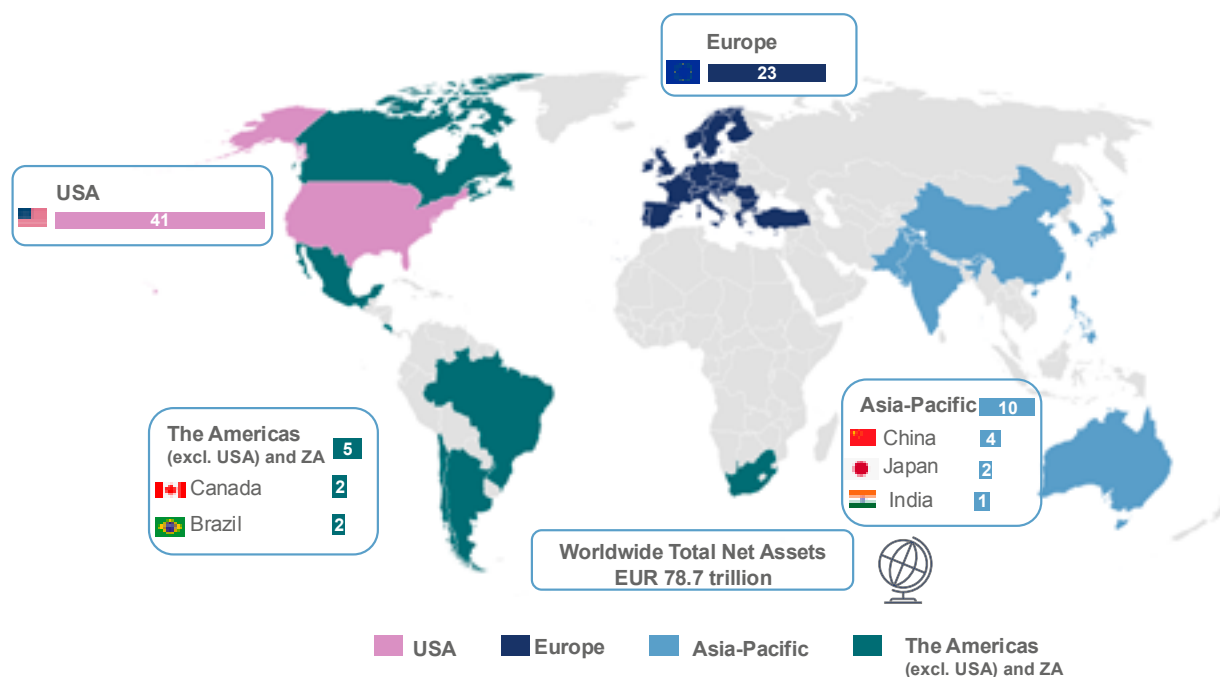 Europe
23
USA
41
The Americas
(excl. USA) and ZA
5
Canada
2
Brazil
2
Asia-Pacific
10
China
4
Japan
2
India
1
Worldwide Total Net Assets
EUR 78.7 trillion
USA
Europe
Asia-Pacific
The Americas
(excl. USA) and ZA